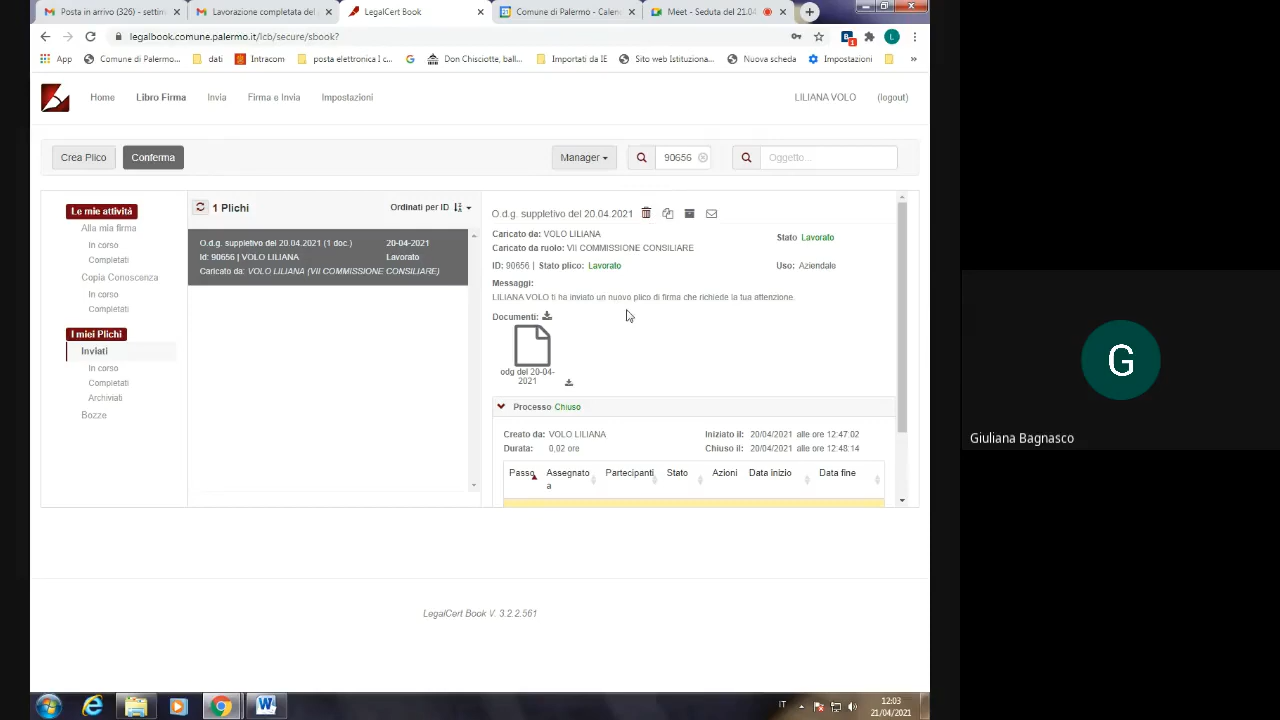 Posta in arrivo (326) - settim
Lavorazione completata del
LegalCert Book
Comune di Palermo - Calen
Meet - Seduta del 21.04
legalbook.comune.palermo.it/lcb/secure/sbook?
App
Comune di Palermo...
dati
Intracom
posta elettronica I c...
Don Chisciotte, ball...
Importati da IE
Sito web Istituziona...
Nuova scheda
Impostazioni
»
Home
Libro Firma
Invia
Firma e Invia
Impostazioni
LILIANA VOLO
(logout)
Crea Plico
Conferma
Manager
90656
Oggetto...
Le mie attività
Alla mia firma
In corso
Completati
Copia Conoscenza
In corso
Completati
I miei Plichi
Inviati
In corso
Completati
Archiviati
Bozze
1 Plichi
Ordinati per ID
O.d.g. suppletivo del 20.04.2021 (1 doc.) 20-04-2021
Id: 90656 | VOLO LILIANA Lavorato
Caricato da: VOLO LILIANA (VII COMMISSIONE CONSILIARE)
O.d.g. suppletivo del 20.04.2021
Caricato da: VOLO LILIANA
Stato Lavorato
Caricato da ruolo: VII COMMISSIONE CONSILIARE
ID: 90656 | Stato plico: Lavorato
Uso: Aziendale
Messaggi:
LILIANA VOLO ti ha inviato un nuovo plico di firma che richiede la tua attenzione.
Documenti:
odg del 20-04-
2021
Processo Chiuso
Creato da: VOLO LILIANA
Iniziato il: 20/04/2021 alle ore 12:47:02
Durata: 0,02 ore
Chiuso il: 20/04/2021 alle ore 12:48:14
Passo Assegnato a Partecipanti Stato Azioni Data inizio Data fine
LegalCert Book V. 3.2.2.561
IT
12:03
21/04/2021
G
Giuliana Bagnasco